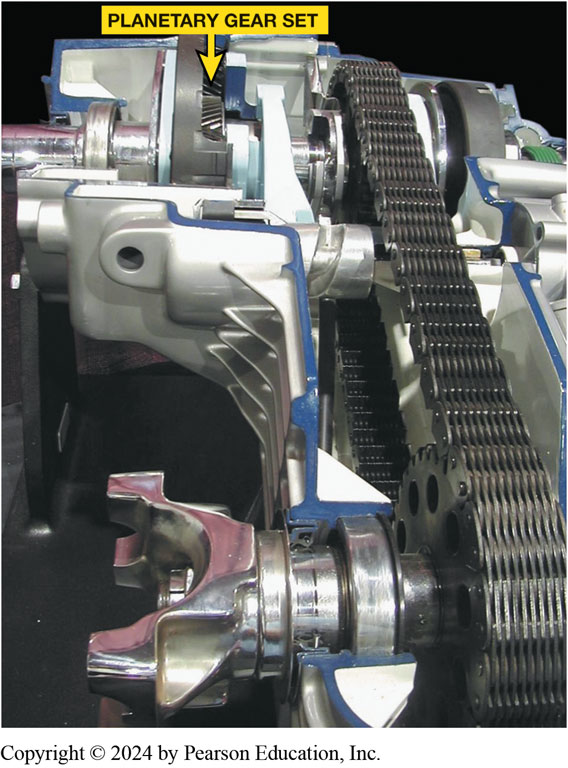 PLANETARY GEAR SET
Copyright © 2024 by Pearson Education, Inc.